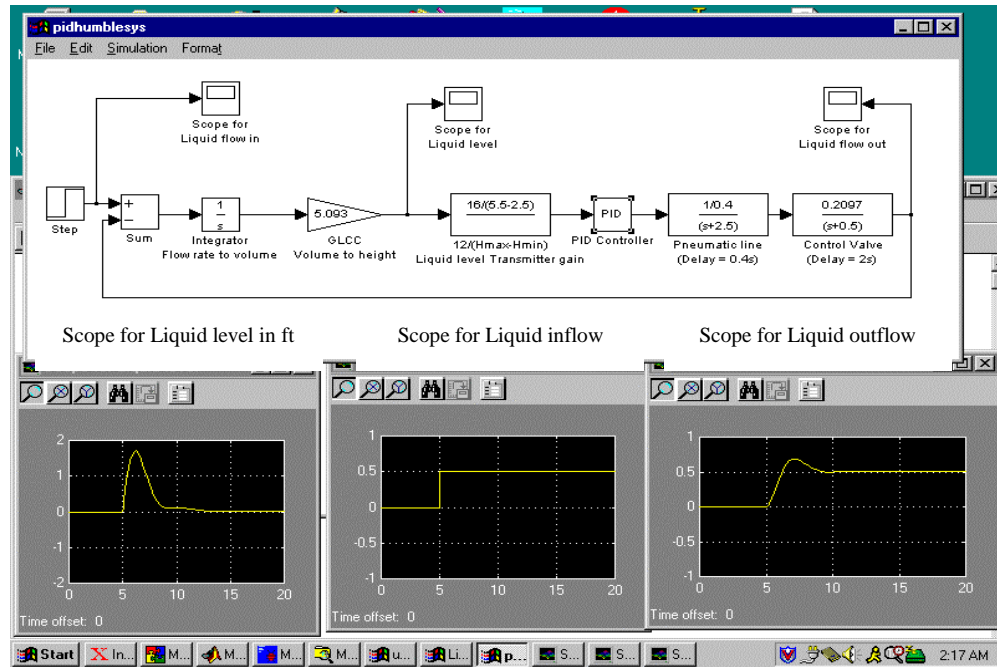 pidhumblesys
File Edit Simulation Format
Scope for
Liquid flow in
Scope for
Liquid level
Scope for
Liquid flow out
Step
+
−
Sum
1
s
Integrator
Flow rate to volume
5.093
GLCC
Volume to height
16/(5.5-2.5)
12/(Hmax-Hmin)
Liquid level Transmitter gain
PID
PID Controller
1/0.4
(s+2.5)
Pneumatic line
(Delay = 0.4s)
0.2097
(s+0.5)
Control Valve
(Delay = 2s)
Scope for Liquid level in ft
Scope for Liquid inflow
Scope for Liquid outflow
2
1
0
-1
-2
0 5 10 15 20
Time offset: 0
1
0.5
0
-0.5
-1
0 5 10 15 20
Time offset: 0
1
0.5
0
-0.5
-1
0 5 10 15 20
Time offset: 0
Start In... M... M... M... M... u... Li... p... S... S... S... 2:17 AM